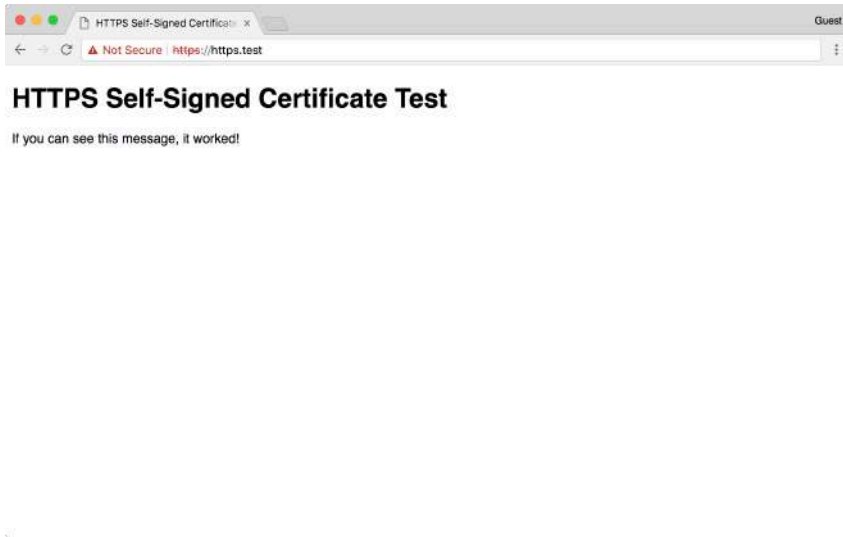 HTTPS Self-Signed Certificate
Guest
Not Secure https://https.test
HTTPS Self-Signed Certificate Test
If you can see this message, it worked!